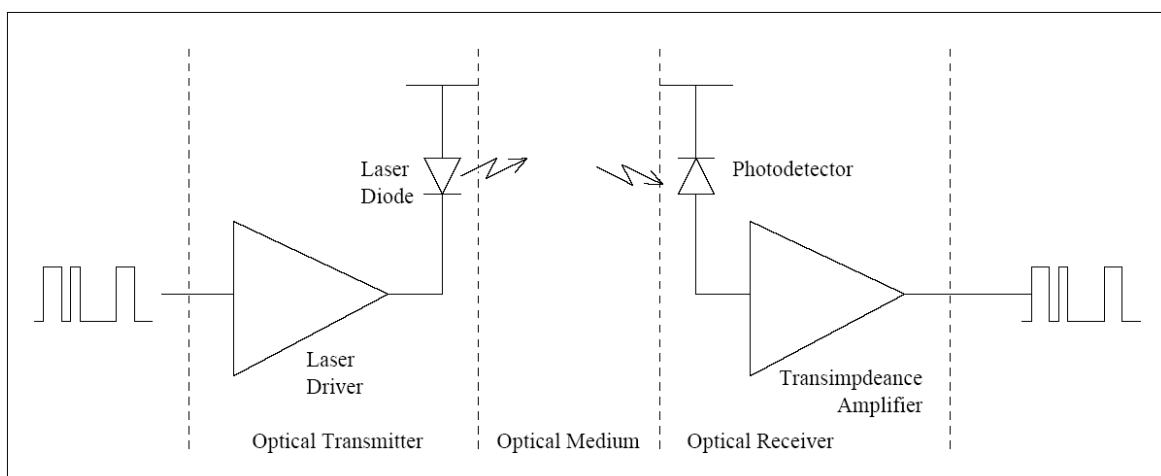 Laser
Diode
Photodetector
Laser
Driver
Transimpdeance
Amplifier
Optical Transmitter
Optical Medium
Optical Receiver